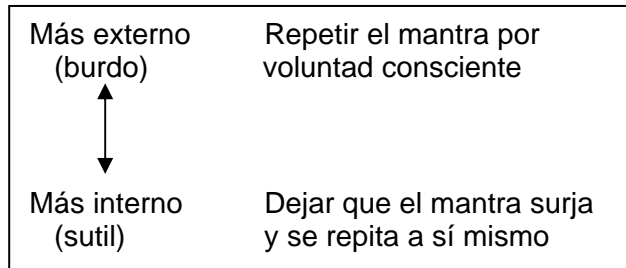 Más externo Repetir el mantra por
(burdo) voluntad consciente
Más interno Dejar que el mantra surja
(sutil) y se repita a sí mismo